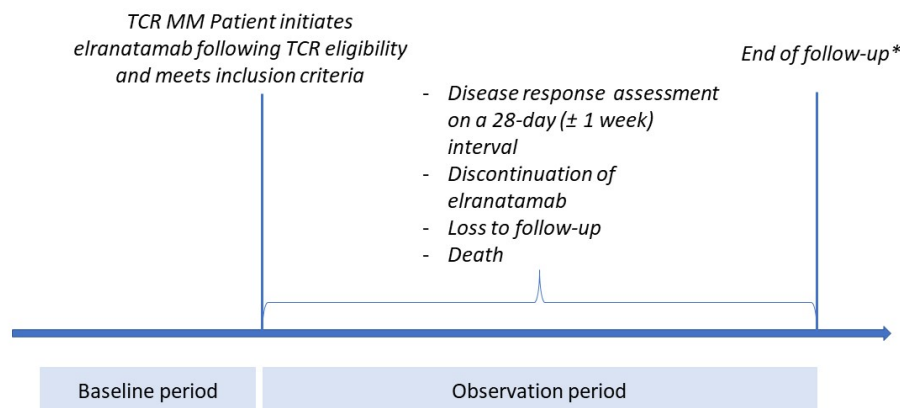 TCR MM Patient initiates
elranatamab following TCR eligibility
and meets inclusion criteria
End of follow-up*
- Disease response assessment
on a 28-day (± 1 week)
interval
- Discontinuation of
elranatamab
- Loss to follow-up
- Death
Baseline period
Observation period